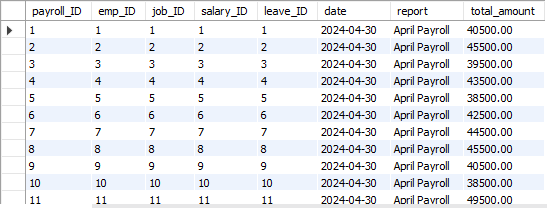 payroll_ID emp_ID job_ID salary_ID leave_ID date report total_amount
1 1 1 1 1 2024-04-30 April Payroll 40500.00
2 2 2 2 2 2024-04-30 April Payroll 45500.00
3 3 3 3 3 2024-04-30 April Payroll 39500.00
4 4 4 4 4 2024-04-30 April Payroll 43500.00
5 5 5 5 5 2024-04-30 April Payroll 38500.00
6 6 6 6 6 2024-04-30 April Payroll 42500.00
7 7 7 7 7 2024-04-30 April Payroll 44500.00
8 8 8 8 8 2024-04-30 April Payroll 45500.00
9 9 9 9 9 2024-04-30 April Payroll 40500.00
10 10 10 10 10 2024-04-30 April Payroll 38500.00
11 11 11 11 11 2024-04-30 April Payroll 49500.00